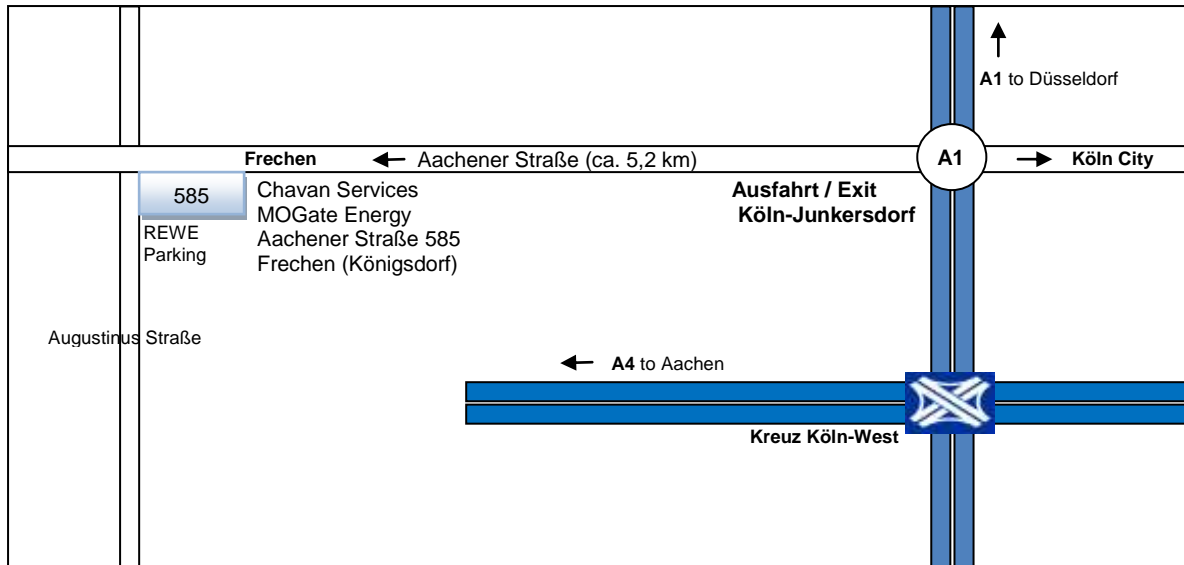 A1 to Düsseldorf
Frechen
Aachener Straße (ca. 5,2 km)
A1
Köln City
585
Chavan Services
MOGate Energy
Aachener Straße 585
Frechen (Königsdorf)
Ausfahrt / Exit
Köln-Junkersdorf
REWE
Parking
Augustinus Straße
A4 to Aachen
Kreuz Köln-West